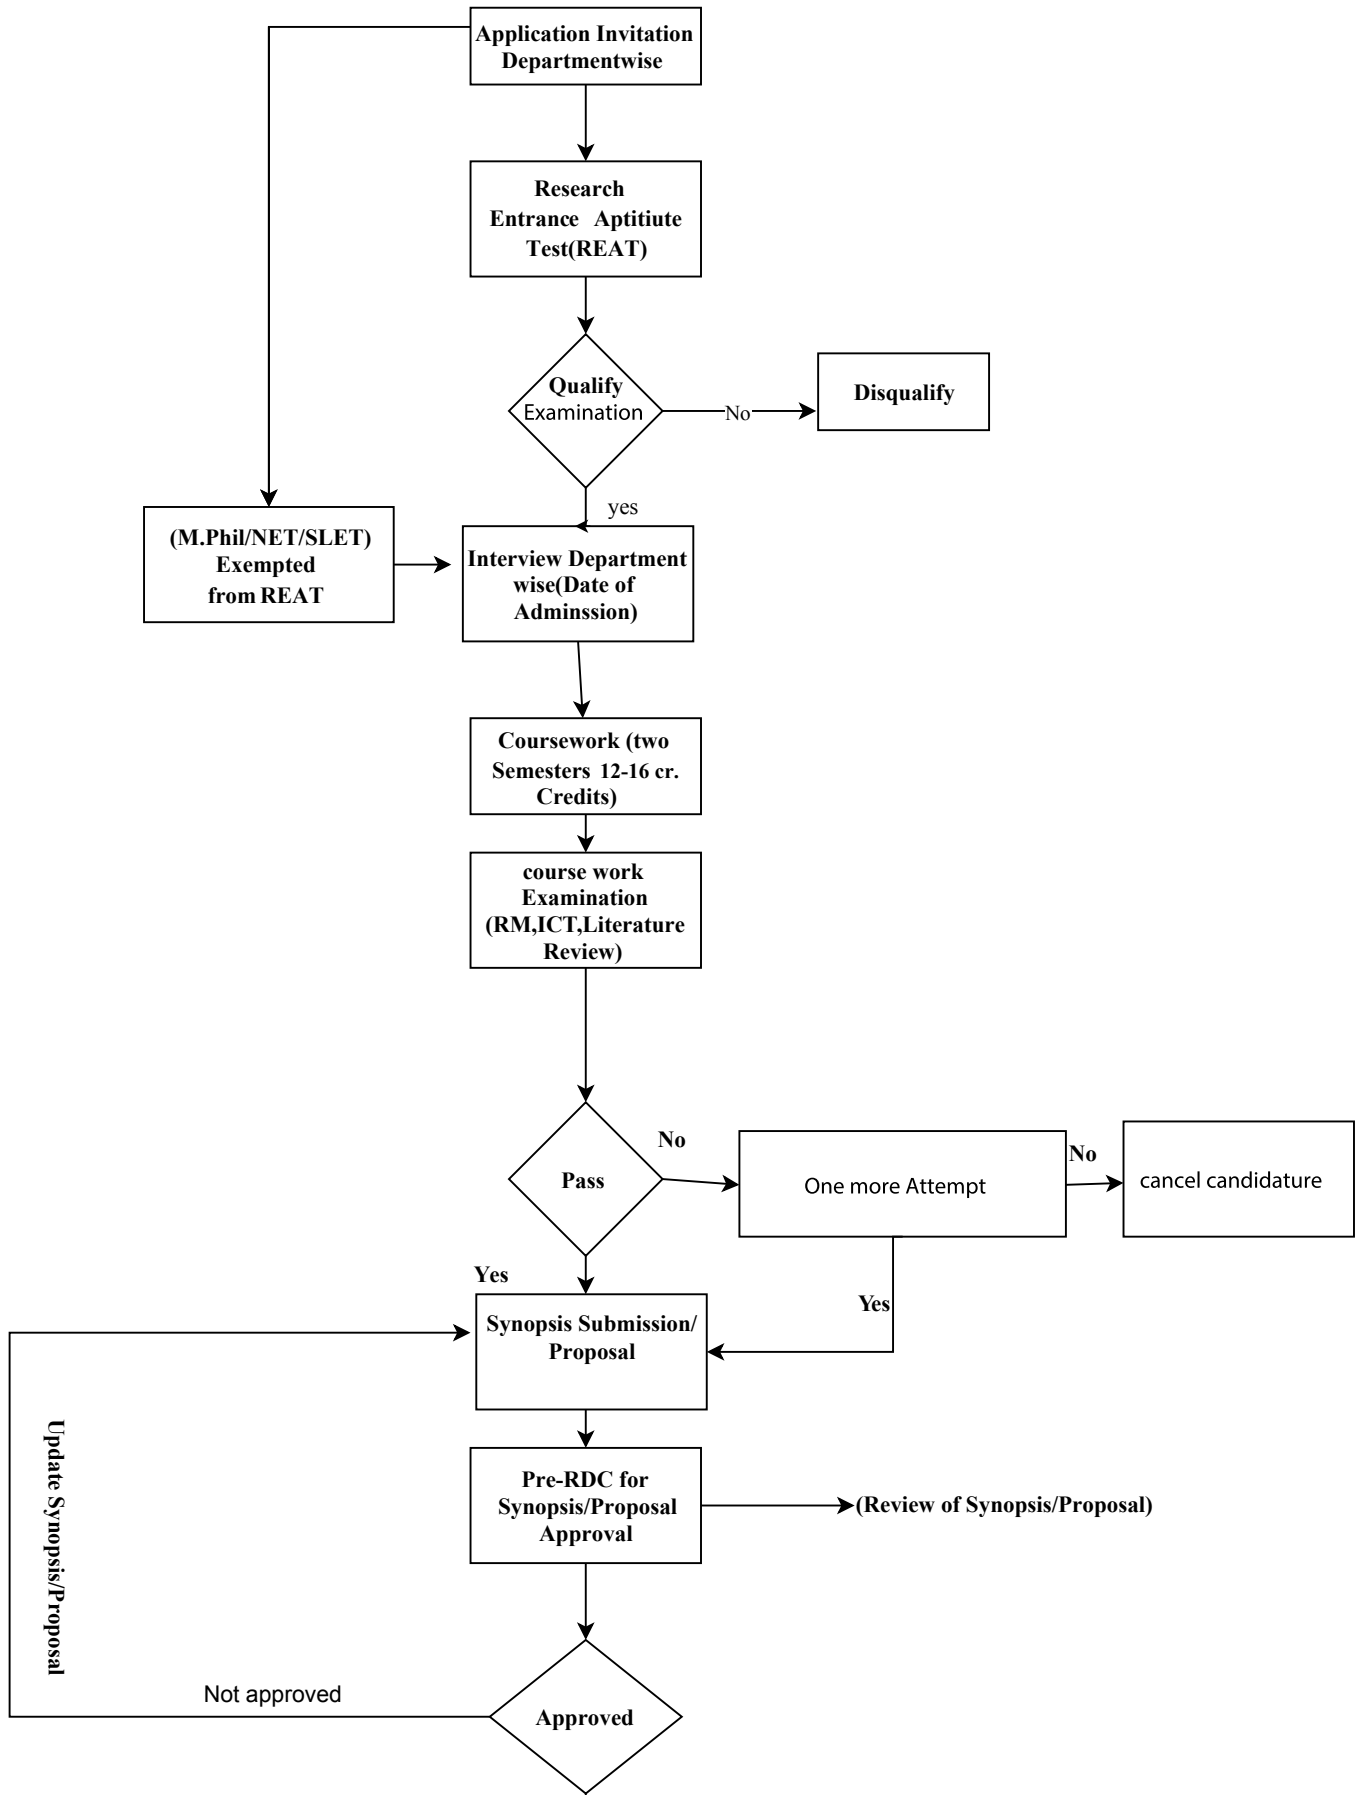 Application Invitation
Departmentwise
Research
Entrance Aptitiute
Test(REAT)
Qualify
Examination
No
Disqualify
yes
(M.Phil/NET/SLET)
Exempted
from REAT
Interview Department
wise(Date of
Adminssion)
Coursework (two
Semesters 12-16 cr.
Credits)
course work
Examination
(RM,ICT,Literature
Review)
Pass
No
One more Attempt
No
cancel candidature
Yes
Yes
Synopsis Submission/
Proposal
Update Synopsis/Proposal
Pre-RDC for
Synopsis/Proposal
Approval
(Review of Synopsis/Proposal)
Not approved
Approved